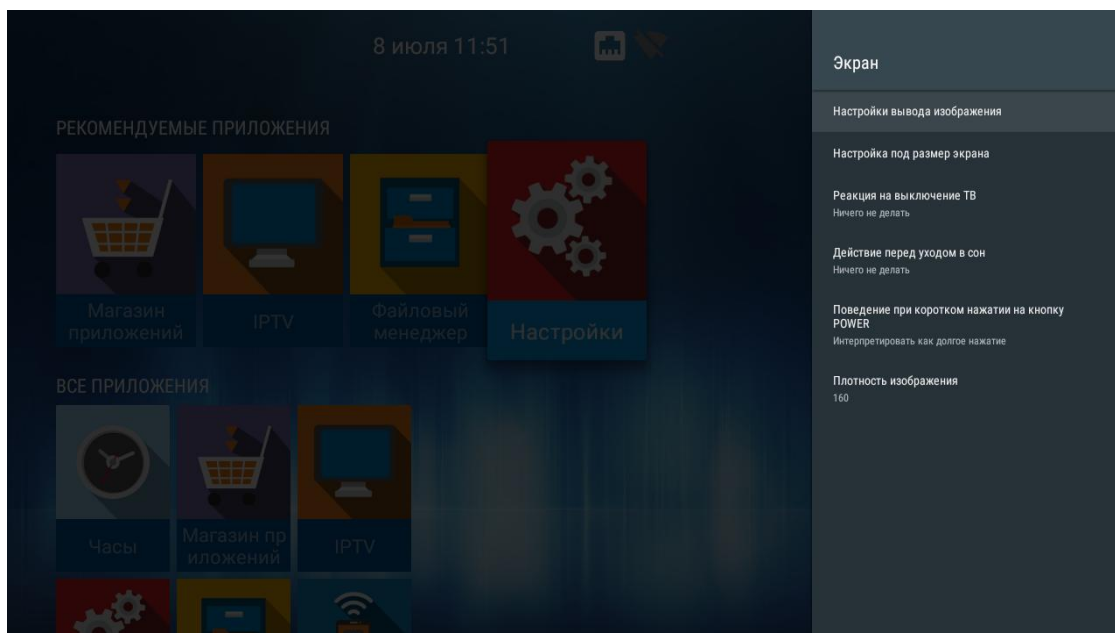 8 июля 11:51
РЕКОМЕНДУЕМЫЕ ПРИЛОЖЕНИЯ
Магазин
приложений
IPTV
Файловый
менеджер
Настройки
ВСЕ ПРИЛОЖЕНИЯ
Часы
Магазин пр
иложений
IPTV
Экран
Настройки вывода изображения
Настройка под размер экрана
Реакция на выключение ТВ
Ничего не делать
Действие перед уходом в сон
Ничего не делать
Поведение при коротком нажатии на кнопку
POWER
Интерпретировать как долгое нажатие
Плотность изображения
160